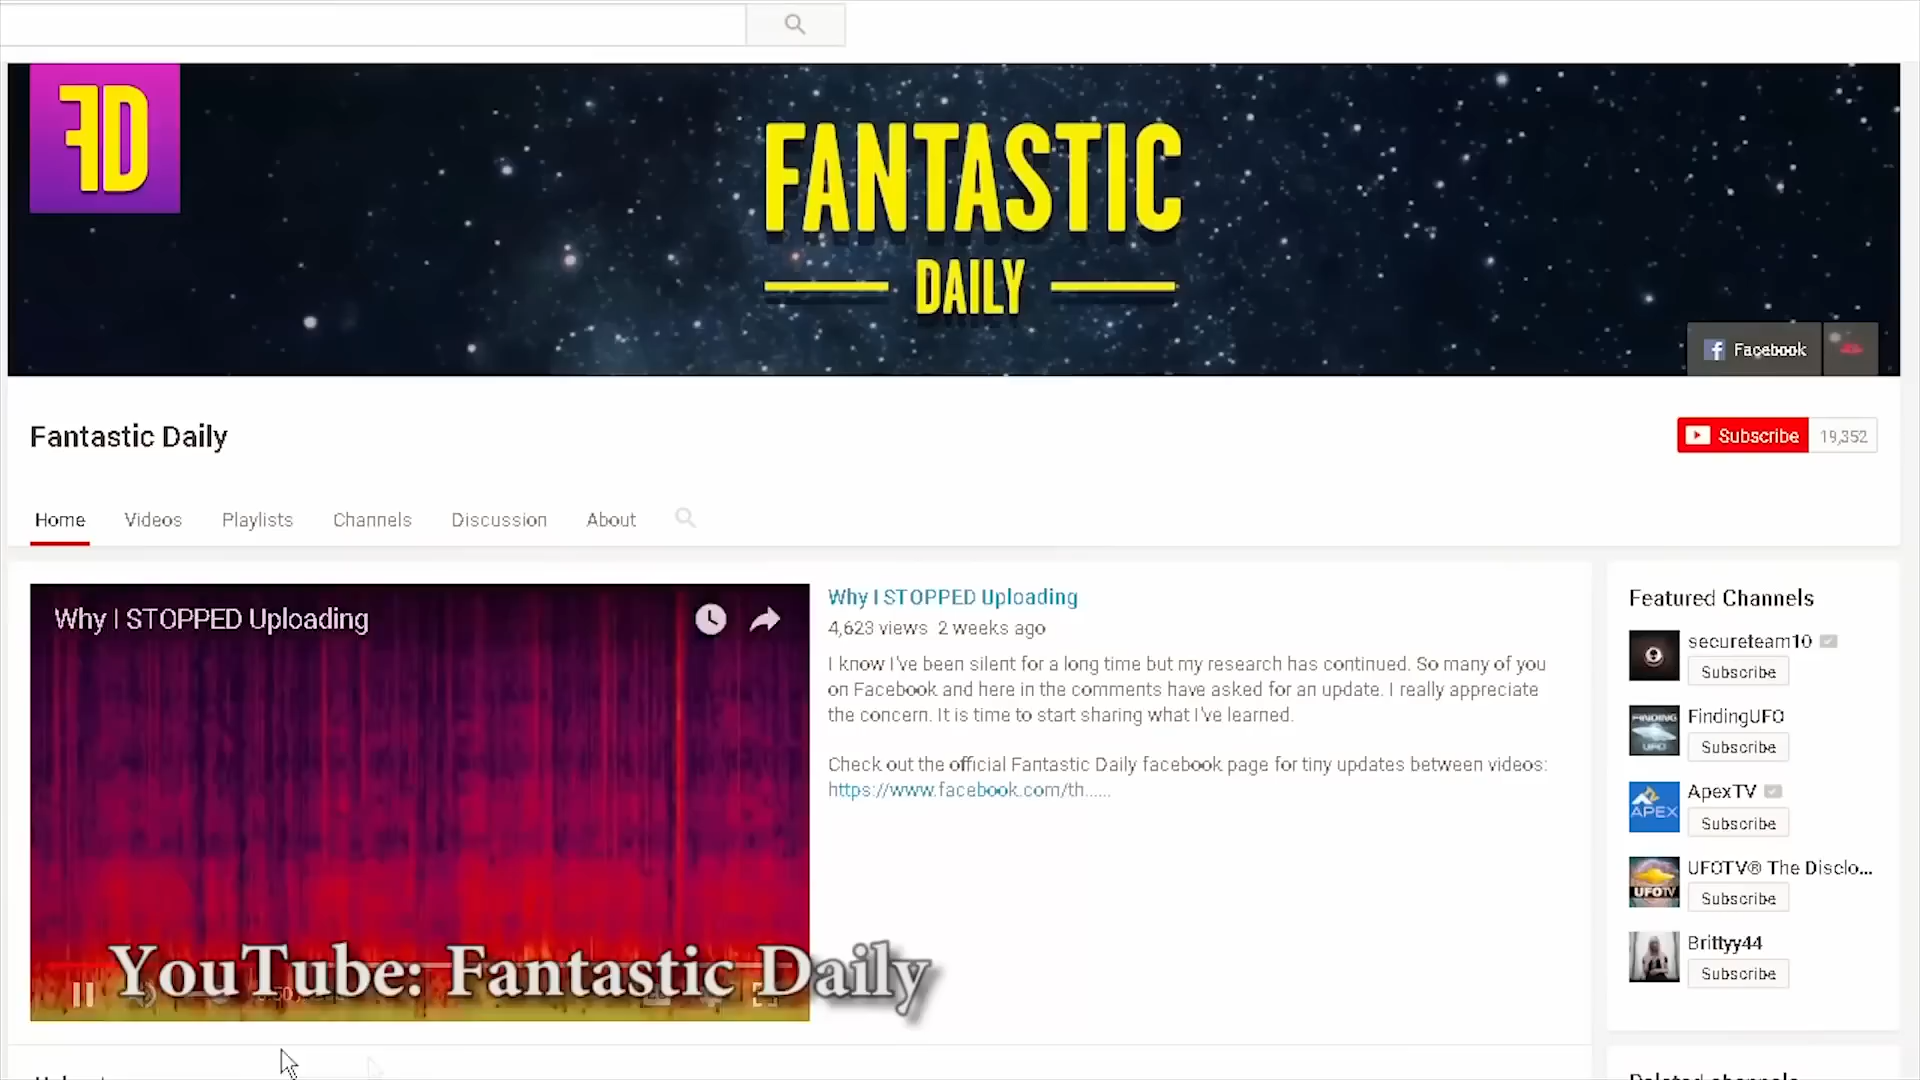 FD
FANTASTIC
DAILY
Facebook
Fantastic Daily
Subscribe 19,352
Home Videos Playlists Channels Discussion About
Why I STOPPED Uploading
Why I STOPPED Uploading
4,623 views 2 weeks ago
I know I've been silent for a long time but my research has continued. So many of you
on Facebook and here in the comments have asked for an update. I really appreciate
the concern. It is time to start sharing what I've learned.
Check out the official Fantastic Daily facebook page for tiny updates between videos:
https://www.facebook.com/th......
YouTube: Fantastic Daily
Featured Channels
secureteam10
Subscribe
FINDING
UFO
FindingUFO
Subscribe
APEX
ApexTV
Subscribe
UFOTV
UFOTV® The Disclo...
Subscribe
Brittyy44
Subscribe